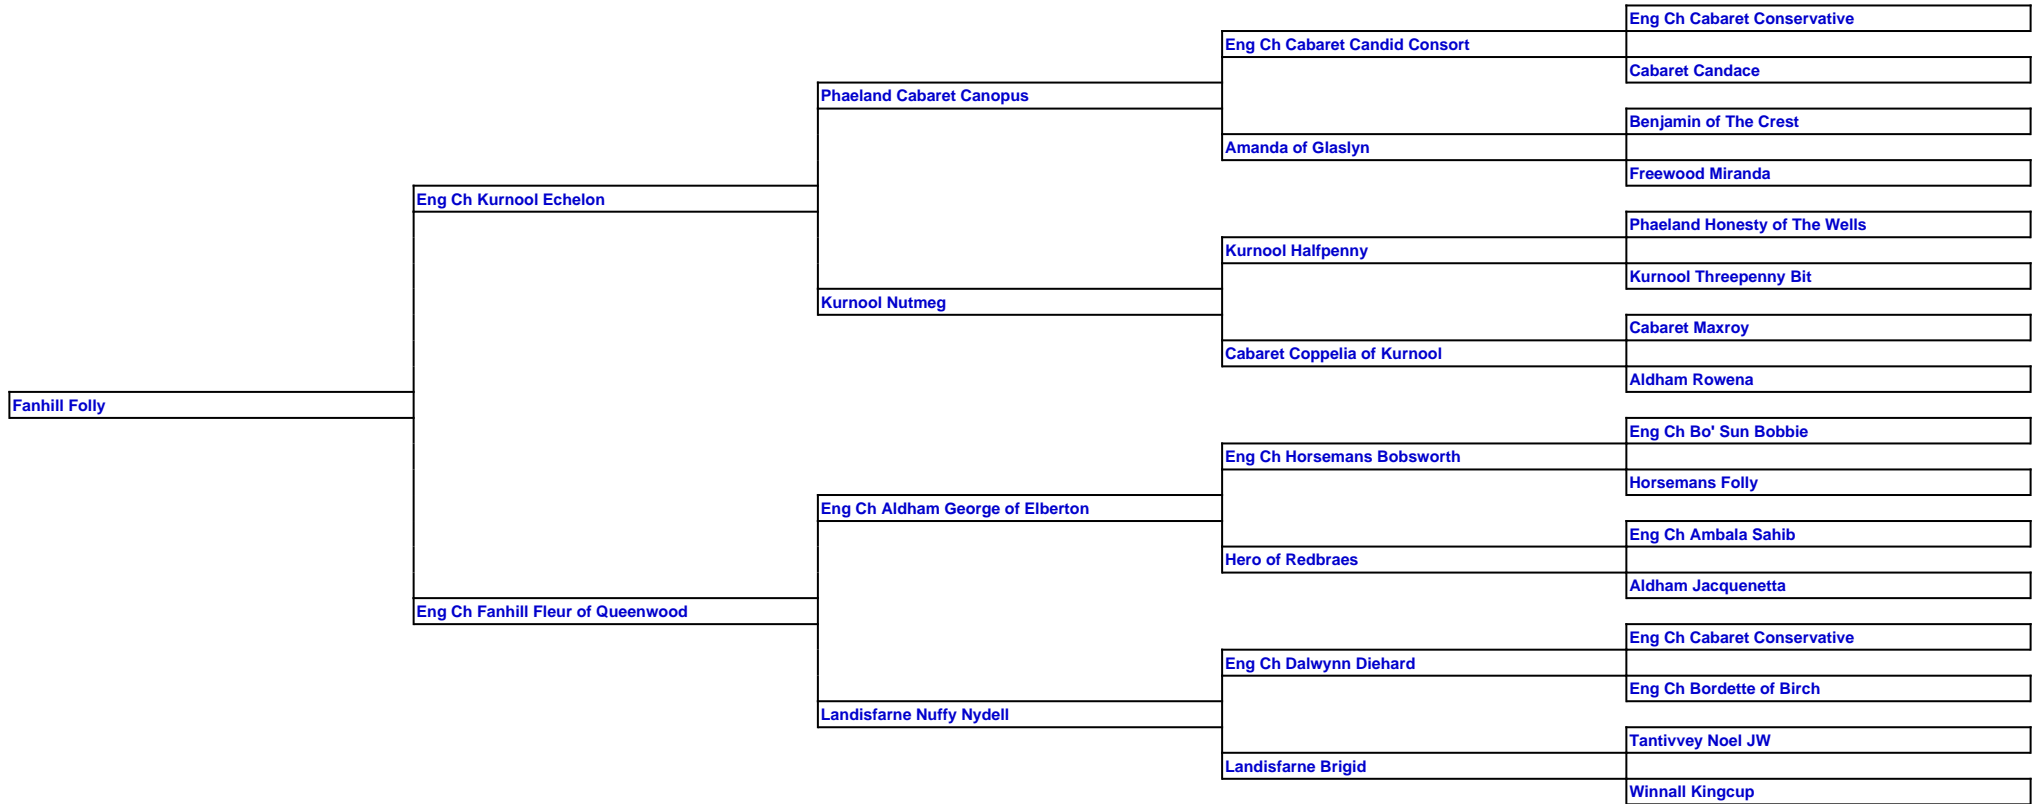 Eng Ch Cabaret Conservative
Eng Ch Cabaret Candid Consort
Cabaret Candace
Phaeland Cabaret Canopus
Benjamin of The Crest
Amanda of Glaslyn
Freewood Miranda
Eng Ch Kurnool Echelon
Phaeland Honesty of The Wells
Kurnool Halfpenny
Kurnool Threepenny Bit
Kurnool Nutmeg
Cabaret Maxroy
Cabaret Coppelia of Kurnool
Aldham Rowena
Fanhill Folly
Eng Ch Bo' Sun Bobbie
Eng Ch Horsemans Bobsworth
Horsemans Folly
Eng Ch Aldham George of Elberton
Eng Ch Ambala Sahib
Hero of Redbraes
Aldham Jacquenetta
Eng Ch Fanhill Fleur of Queenwood
Eng Ch Cabaret Conservative
Eng Ch Dalwynn Diehard
Eng Ch Bordette of Birch
Landisfarne Nuffy Nydell
Tantivvey Noel JW
Landisfarne Brigid
Winnall Kingcup